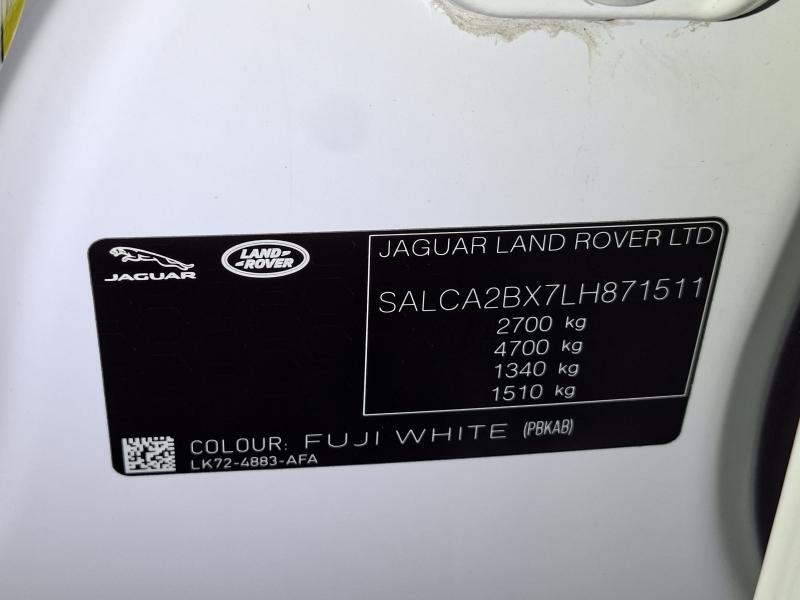 JAGUAR
LAND-
-ROVER
JAGUAR LAND ROVER LTD
SALCA2BX7LH871511
2700 kg
4700 kg
1340 kg
1510 kg
COLOUR: FUJI WHITE (PBKAB)
LK72-4883-AFA